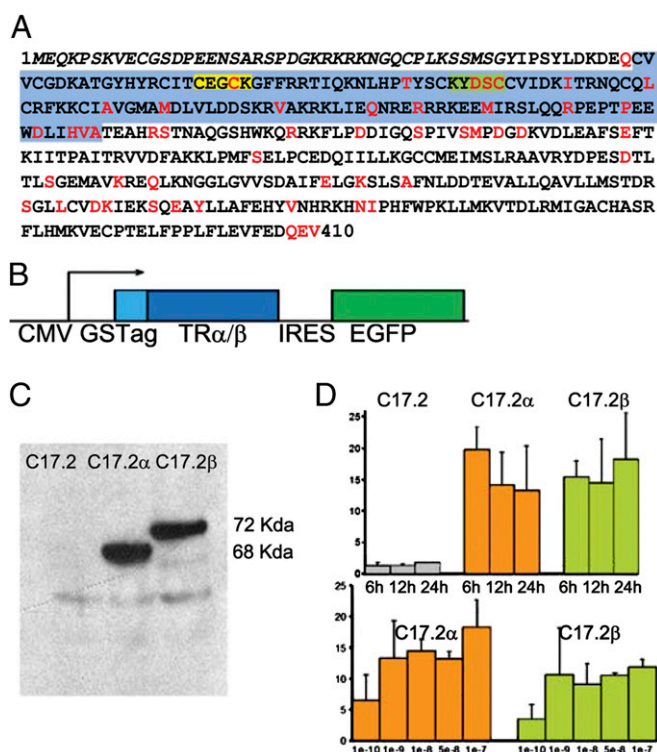 A
1MEQKPSKVECGSDPEENSARSPDGKRKRKNGQCPLKSSMSGYIPSYLDKDEQCV
VCGDKATGYHYRCITCEGCKGFFRRTIQKNLHPTYSCKYDSCCVIDKITRNQCQL
CRFKKCIAVGMAMDLVLDDSKRVAKRKLIEQNRERRRKEEMIRSLQQRPEPTPEE
WDLIHVATEAHRSTNAQGSHWKQRRKFLPDDIGQSPIVSMPDGDKVDLEAFSEFT
KIITPAITRVVDFAKKLPMFSELPCEDQIILLKGCCMEIMSLRAAVRYDPESDTL
TLSGEMAVKREQLKNGGLGVVSDAIFELGKSLSAFNLDDTEVALLQAVLLMSTDR
SGLLCVDKIEKSQEAYLLAFEHYVNHRKHNIPHFWPKLLMKVTDLRMIGACHASR
FLHMKVECPTELFPPLFLEVFEDQEV410
B
CMV GSTag TRα/β IRES EGFP
C
C17.2 C17.2α C17.2β
72 Kda
68 Kda
D
C17.2 C17.2α C17.2β
25
20
15
10
5
0
6h 12h 24h 6h 12h 24h 6h 12h 24h
25
20
15
10
5
0
C17.2α C17.2β
1e-10 1e-9 1e-8 5e-8 1e-7 1e-10 1e-9 1e-8 5e-8 1e-7